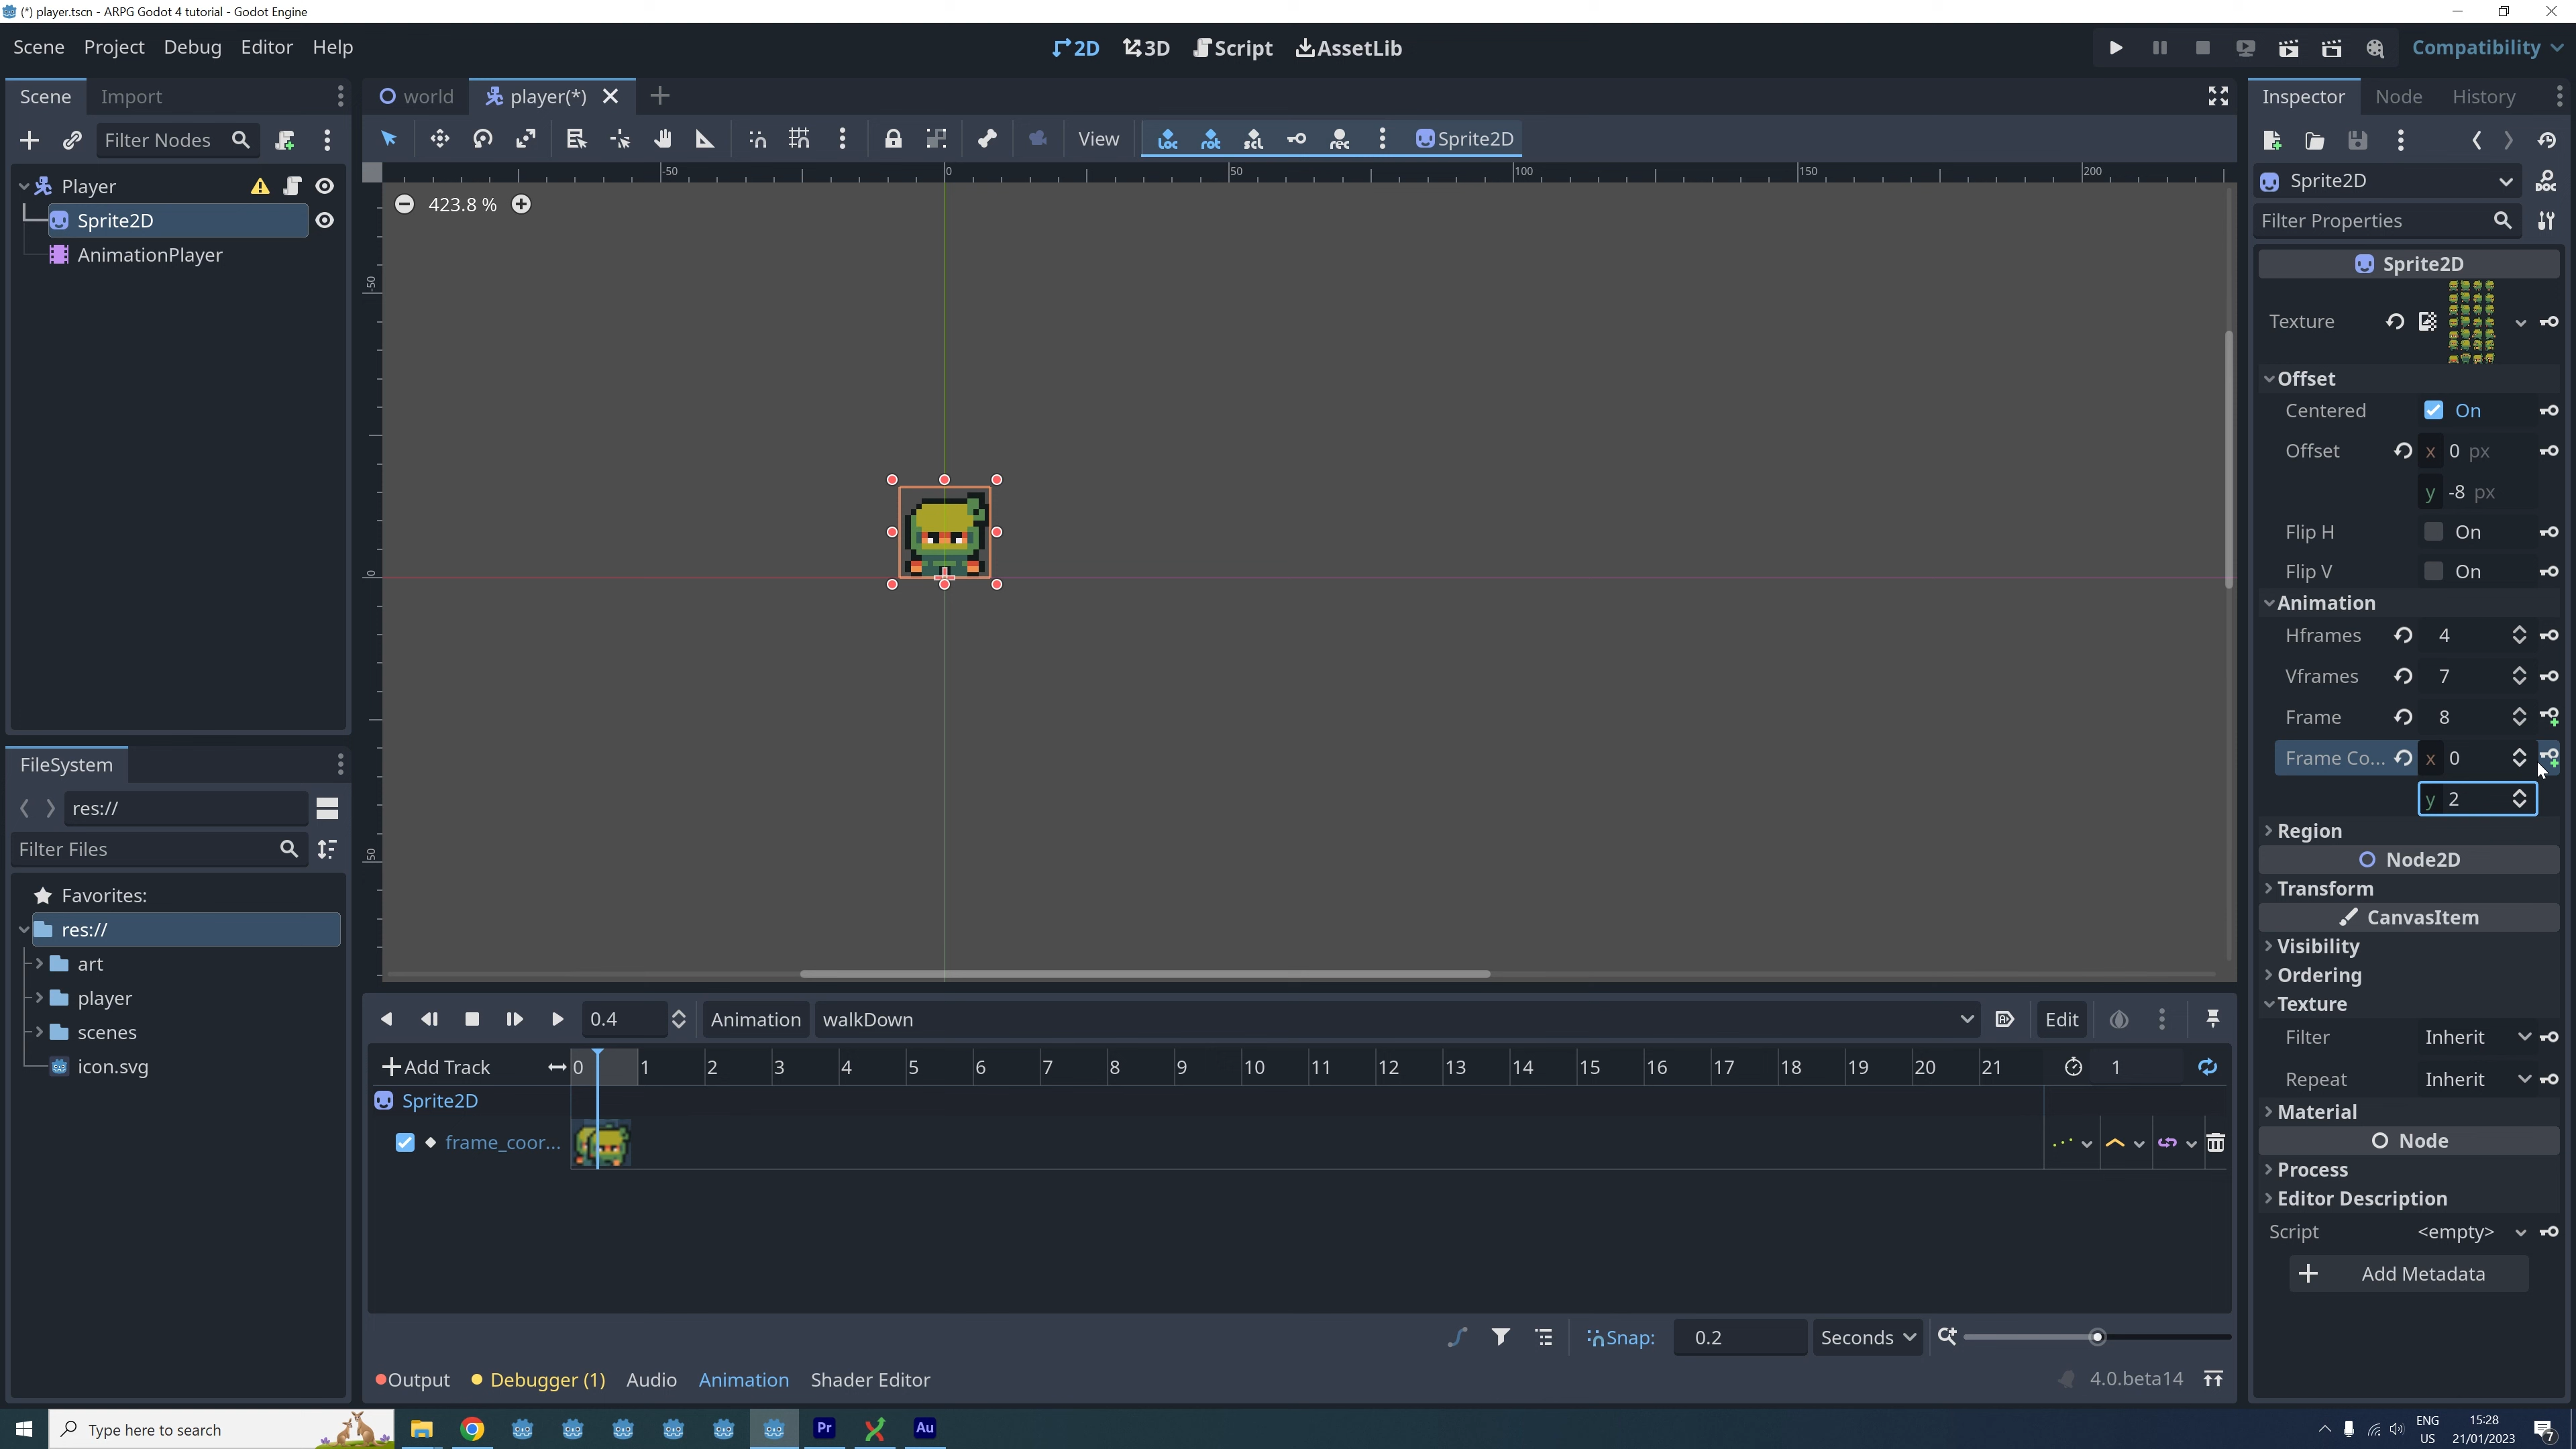 (*) player.tscn - ARPG Godot 4 tutorial - Godot Engine
Scene Project Debug Editor Help
2D 3D Script AssetLib
Compatibility
Scene Import
world player(*)
Inspector Node History
Filter Nodes
View
Sprite2D
Sprite2D
Player
Sprite2D
AnimationPlayer
-50 0 50 100 150 200
423.8 %
-50
0
50
Filter Properties
Sprite2D
Texture
Offset
Centered On
Offset x 0 px
y -8 px
Flip H On
Flip V On
Animation
Hframes 4
Vframes 7
Frame 8
Frame Co... x 0
y 2
Region
Node2D
Transform
CanvasItem
Visibility
Ordering
Texture
Filter Inherit
Repeat Inherit
Material
Node
Process
Editor Description
Script <empty>
Add Metadata
FileSystem
res://
Filter Files
Favorites:
res://
art
player
scenes
icon.svg
0.4 Animation walkDown Edit
Add Track 0 1 2 3 4 5 6 7 8 9 10 11 12 13 14 15 16 17 18 19 20 21 1
Sprite2D
frame_coor...
Snap: 0.2 Seconds
Output Debugger (1) Audio Animation Shader Editor 4.0.beta14
Type here to search
Pr Au
ENG
US
15:28
21/01/2023
7